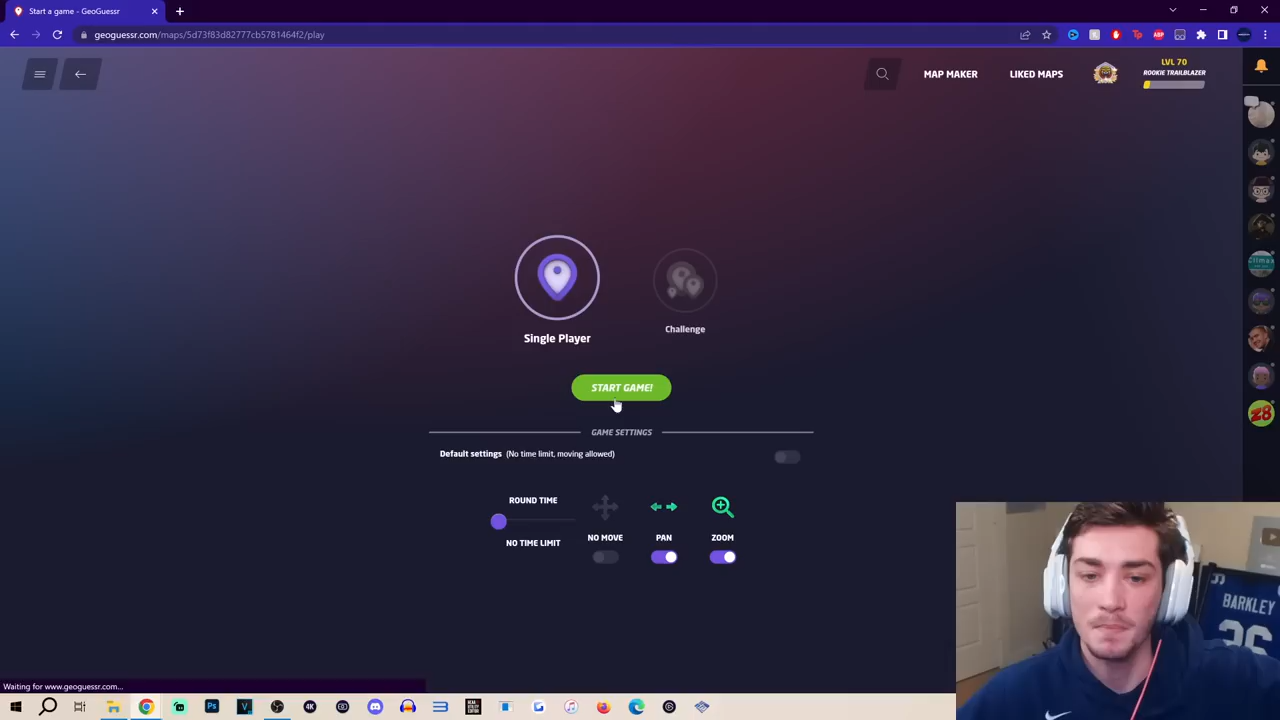 Start a game - GeoGuessr
geoguessr.com/maps/5d73f83d82777cb5781464f2/play
MAP MAKER
LIKED MAPS
LVL 70
ROOKIE TRAILBLAZER
Single Player
Challenge
START GAME!
GAME SETTINGS
Default settings (No time limit, moving allowed)
ROUND TIME
NO TIME LIMIT
NO MOVE
PAN
ZOOM
BARKLEY
26
Waiting for www.geoguessr.com...